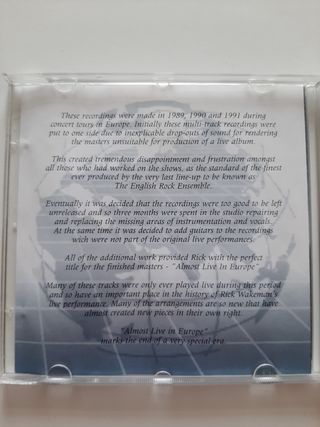 These recordings were made in 1989, 1990 and 1991 during
concert tours in Europe. Initially these multi-track recordings were
put to one side due to inexplicable drop-outs of sound for rendering
the masters unsuitable for production of a live album.
This created tremendous disappointment and frustration amongst
all those who had worked on the shows, as the standard of the finest
ever produced by the very last line-up to be known as
The English Rock Ensemble.
Eventually it was decided that the recordings were too good to be left
unreleased and so three months were spent in the studio repairing
and replacing the missing areas of instrumentation and vocals.
At the same time it was decided to add guitars to the recordings
wich were not part of the original live performances.
All of the additional work provided Rick with the perfect
title for the finished masters - "Almost Live In Europe"
Many of these tracks were only ever played live during this period
and so have an important place in the history of Rick Wakeman's
live performance. Many of the arrangements are so new that have
almost created new pieces in their own right.
"Almost Live in Europe"
marks the end of a very special era